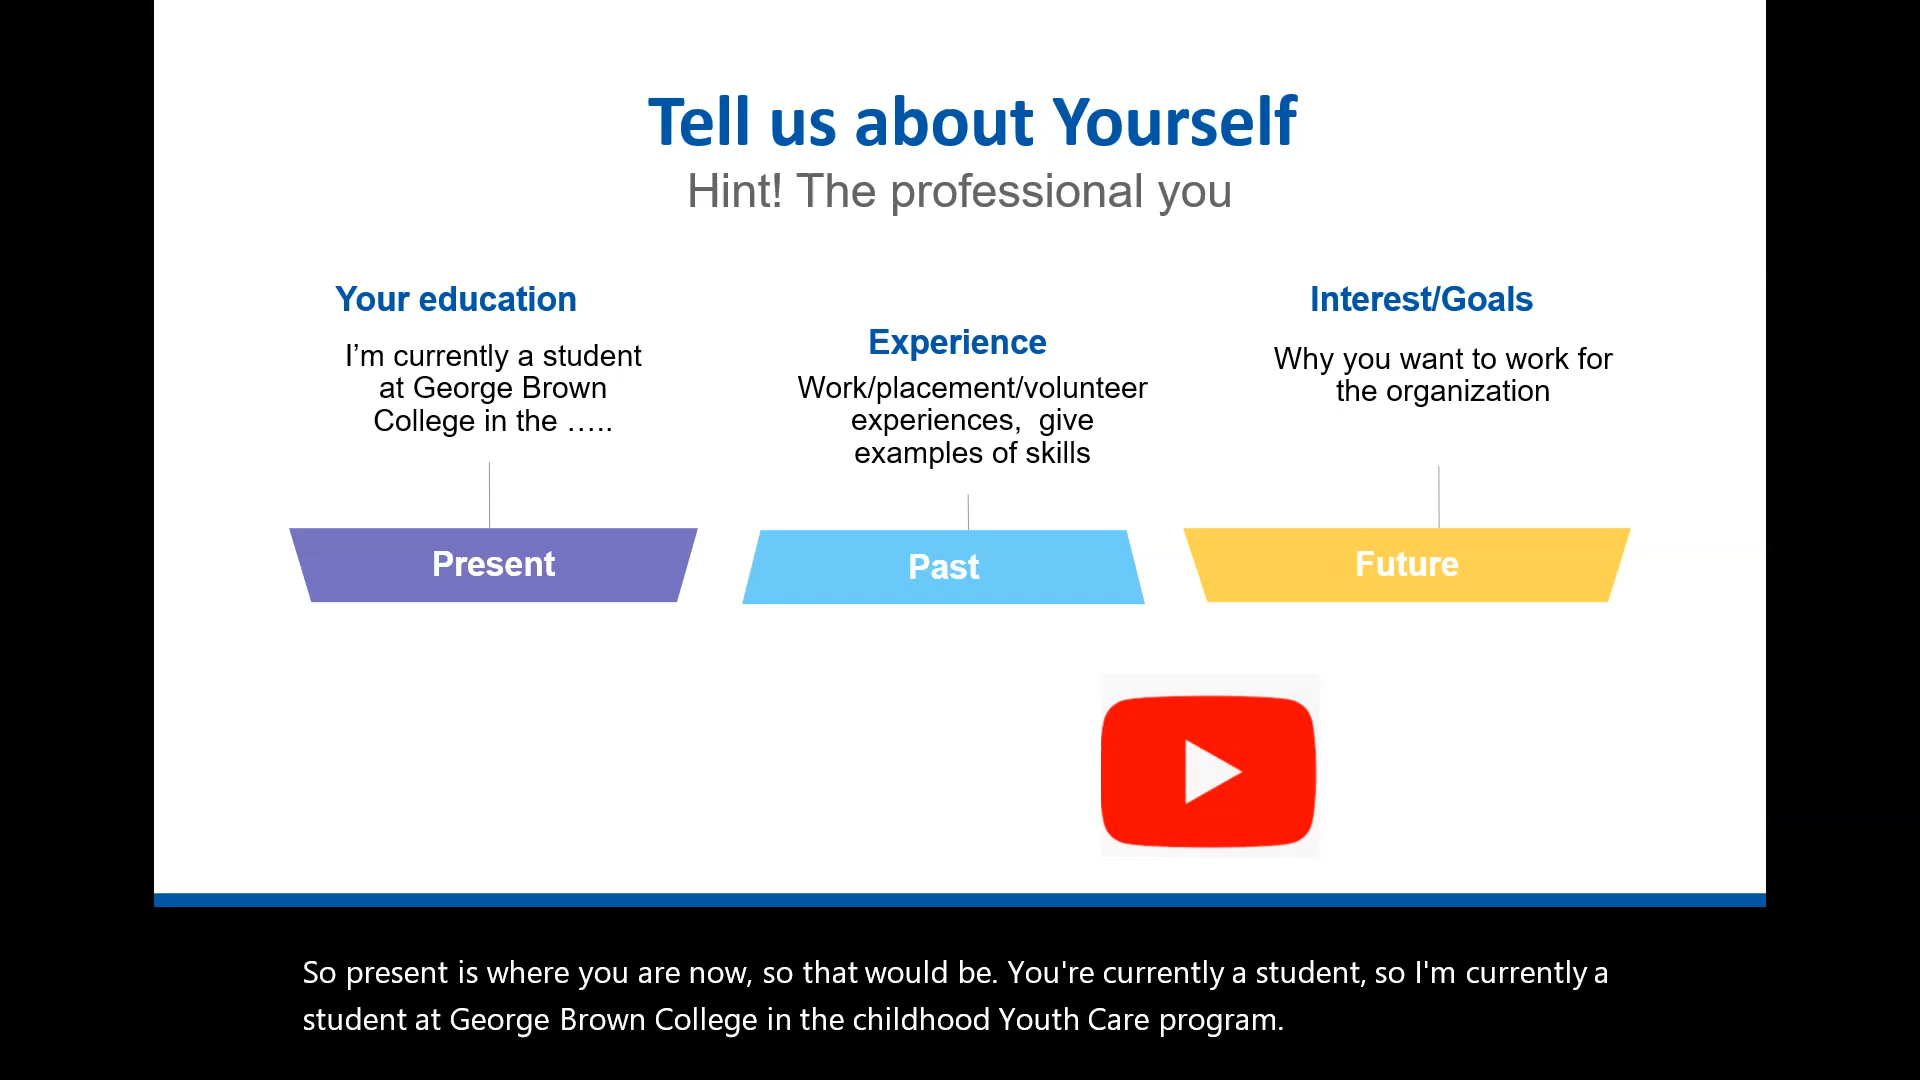 Tell us about Yourself
Hint! The professional you
Your education
I’m currently a student
at George Brown
College in the …..
Present
Experience
Work/placement/volunteer
experiences,  give
examples of skills
Past
Interest/Goals
Why you want to work for
the organization
Future
So present is where you are now, so that would be. You're currently a student, so I'm currently a
student at George Brown College in the childhood Youth Care program.